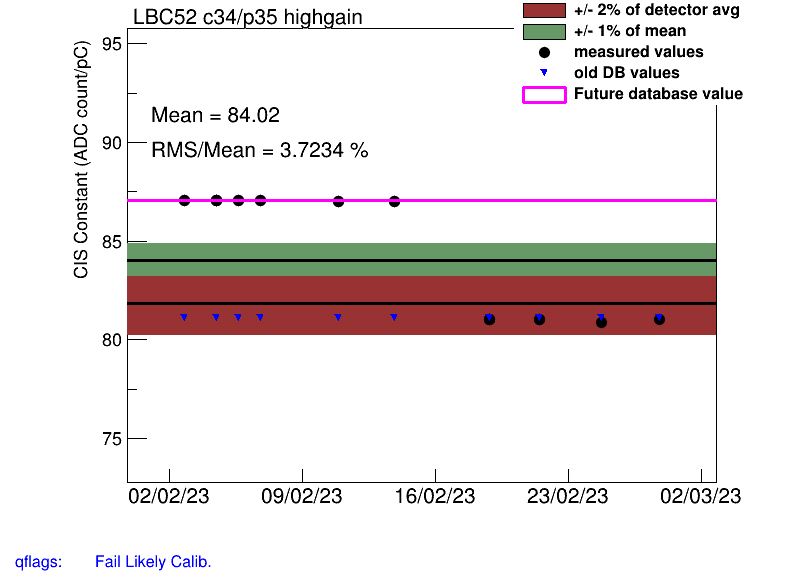 LBC52 c34/p35 highgain
+/- 2% of detector avg
+/- 1% of mean
measured values
old DB values
Future database value
Mean = 84.02
RMS/Mean = 3.7234 %
CIS Constant (ADC count/pC)
95
90
85
80
75
02/02/23 09/02/23 16/02/23 23/02/23 02/03/23
qflags: Fail Likely Calib.